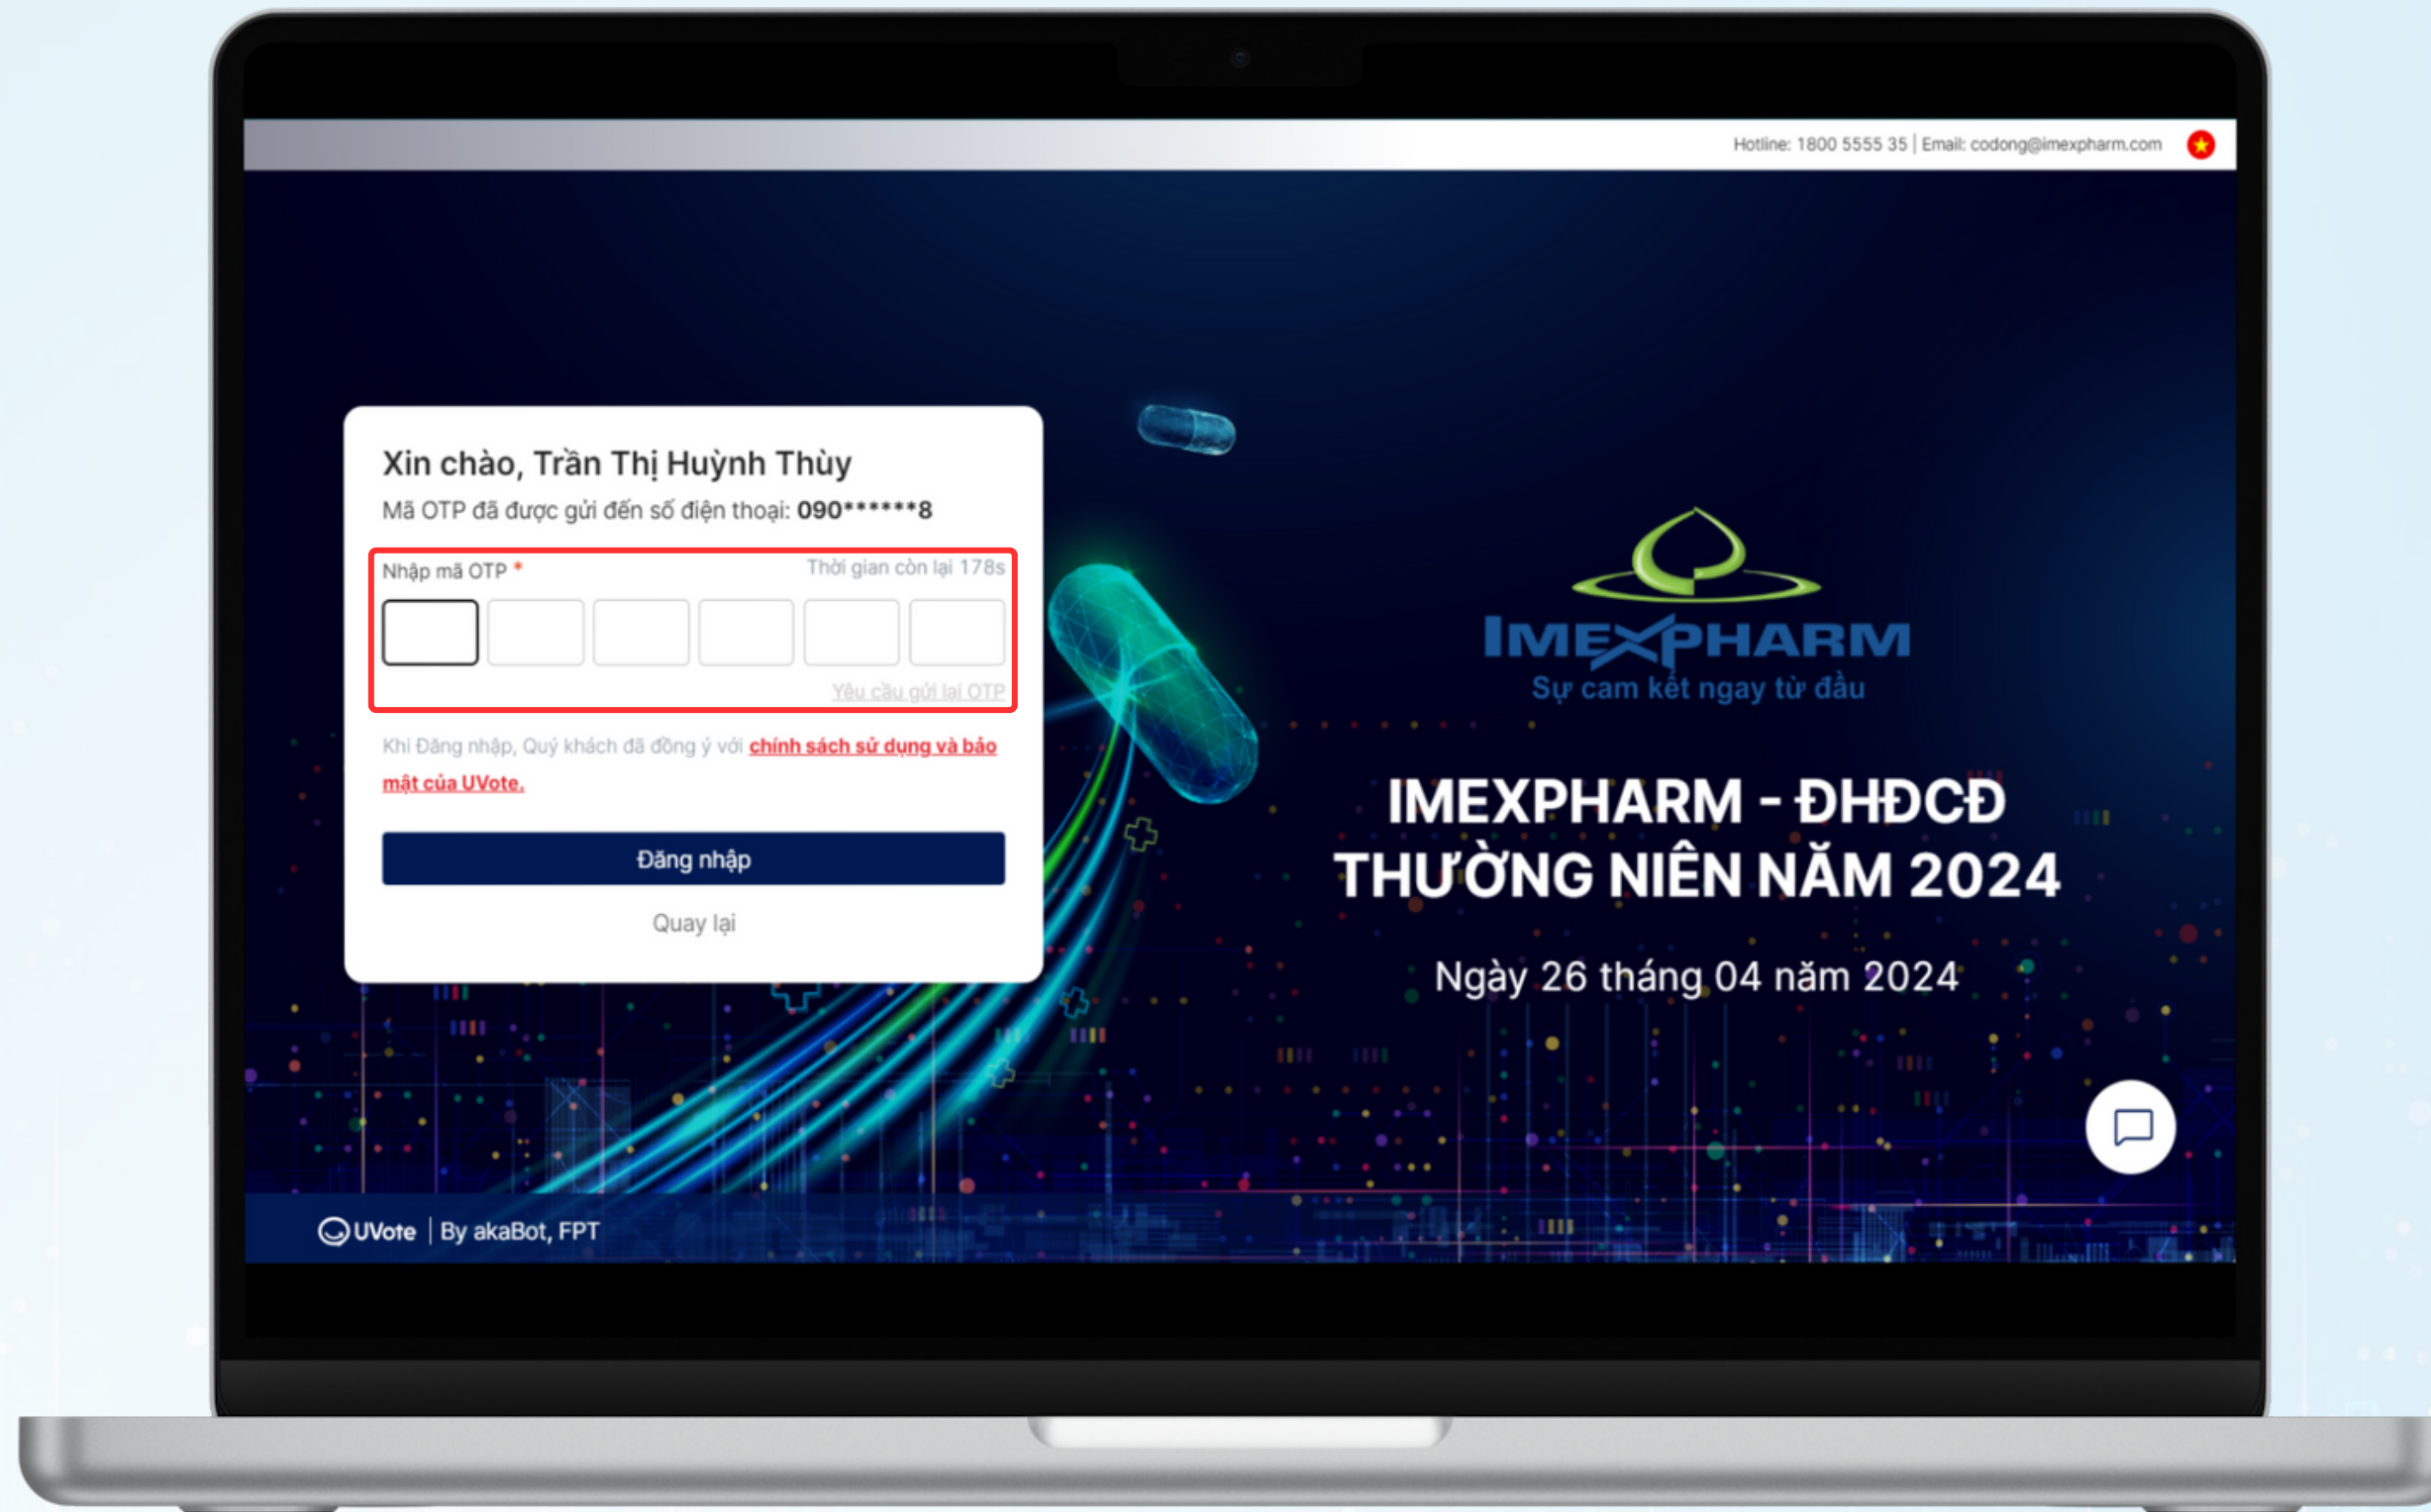 Hotline: 1800 5555 35 | Email: codong@imexpharm.com
Xin chào, Trần Thị Huỳnh Thùy
Mã OTP đã được gửi đến số điện thoại: 090******8
Nhập mã OTP *
Thời gian còn lại 178s
Yêu cầu gửi lại OTP
Khi Đăng nhập, Quý khách đã đồng ý với chính sách sử dụng và bảo
mật của UVote.
Đăng nhập
Quay lại
IMEXPHARM
Sự cam kết ngay từ đầu
IMEXPHARM - ĐHĐCĐ
THƯỜNG NIÊN NĂM 2024
Ngày 26 tháng 04 năm 2024
UVote | By akaBot, FPT